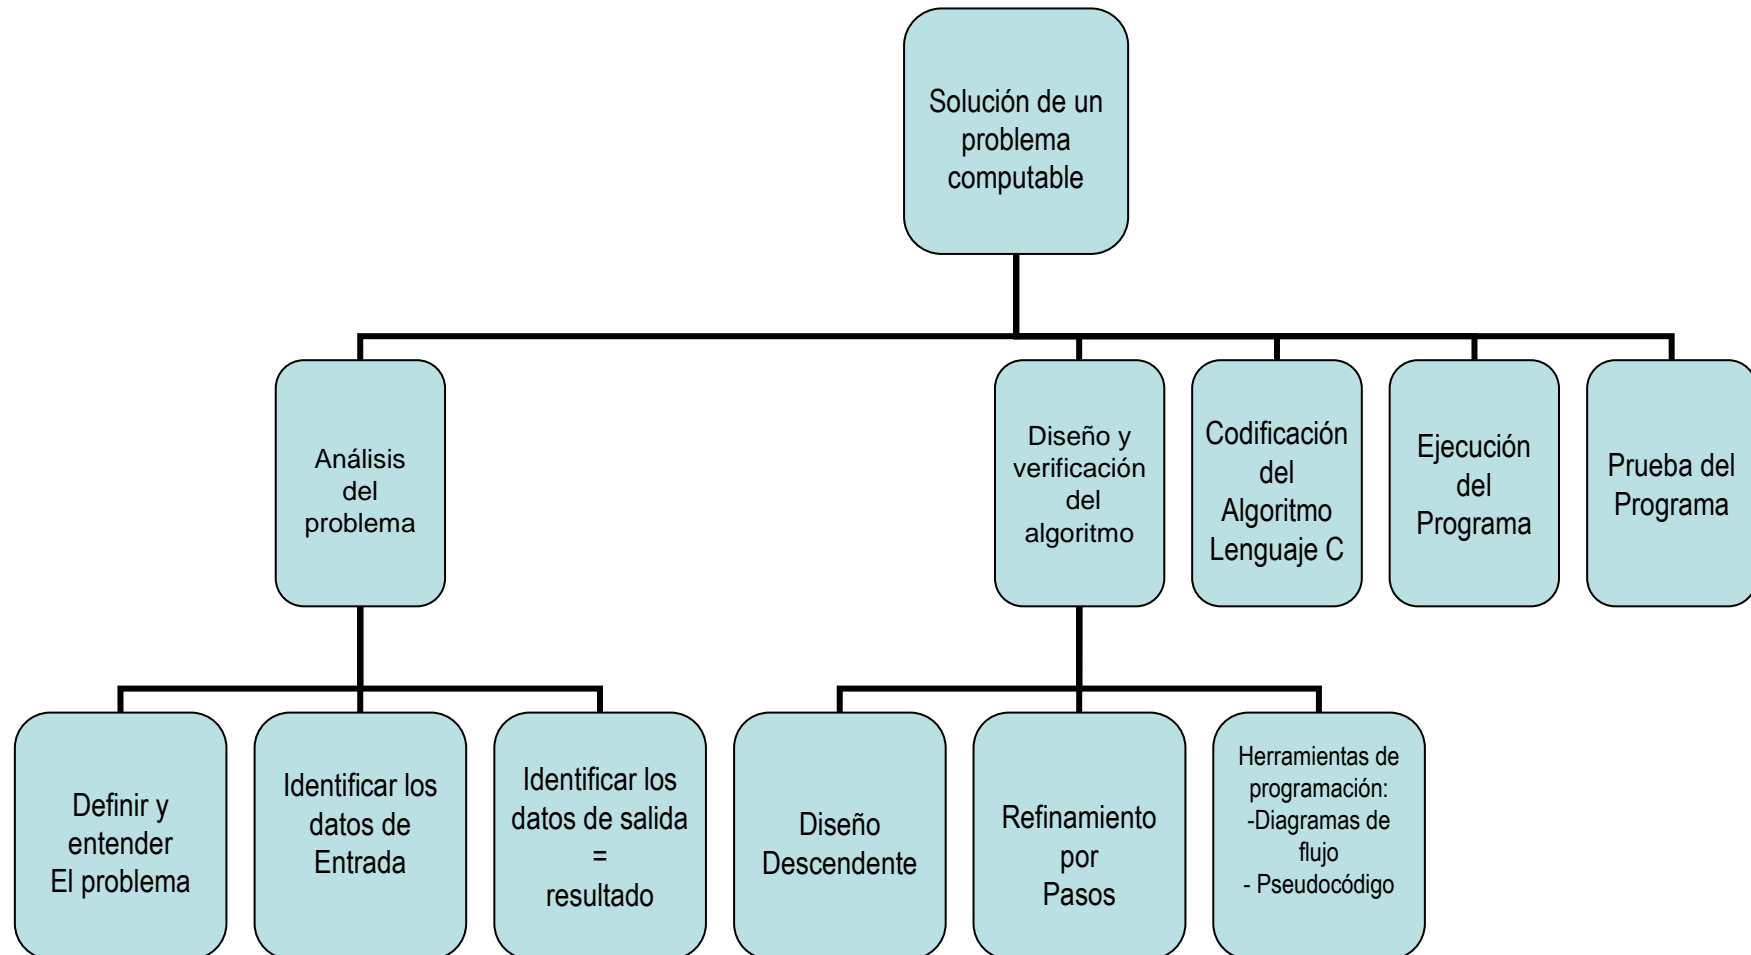 Solución de un
problema
computable
Análisis
del
problema
Diseño y
verificación
del
algoritmo
Codificación
del
Algoritmo
Lenguaje C
Ejecución
del
Programa
Prueba del
Programa
Definir y
entender
El problema
Identificar los
datos de
Entrada
Identificar los
datos de salida
=
resultado
Diseño
Descendente
Refinamiento
por
Pasos
Herramientas de
programación:
-Diagramas de
flujo
- Pseudocódigo